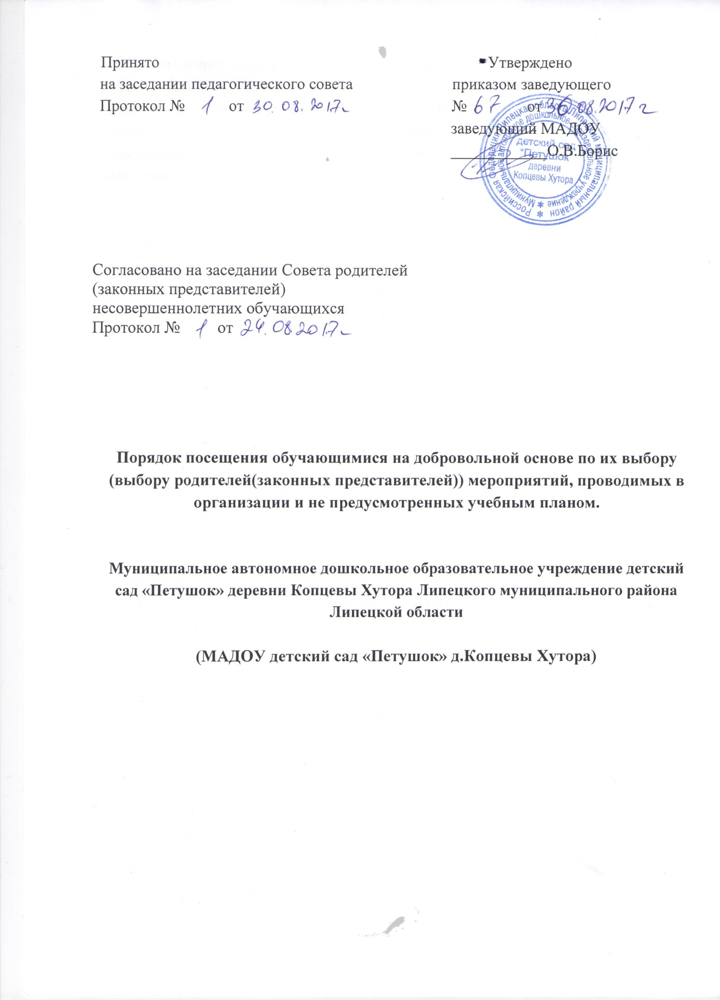 Принято
на заседании педагогического совета
Протокол № 1 от 30.08.2017г
Утверждено
приказом заведующего
№ 67 от 30.08.2017г
заведующий МАДОУ
____________О.В.Борис
Российская Федерация Липецкая область Липецкий муниципальный район *
Муниципальное автономное дошкольное образовательное учреждение *
детский сад
"Петушок"
деревни
Копцевы Хутора
Согласовано на заседании Совета родителей
(законных представителей)
несовершеннолетних обучающихся
Протокол № 1 от 24.08.2017г
Порядок посещения обучающимися на добровольной основе по их выбору
(выбору родителей(законных представителей)) мероприятий, проводимых в
организации и не предусмотренных учебным планом.
Муниципальное автономное дошкольное образовательное учреждение детский
сад «Петушок» деревни Копцевы Хутора Липецкого муниципального района
Липецкой области
(МАДОУ детский сад «Петушок» д.Копцевы Хутора)